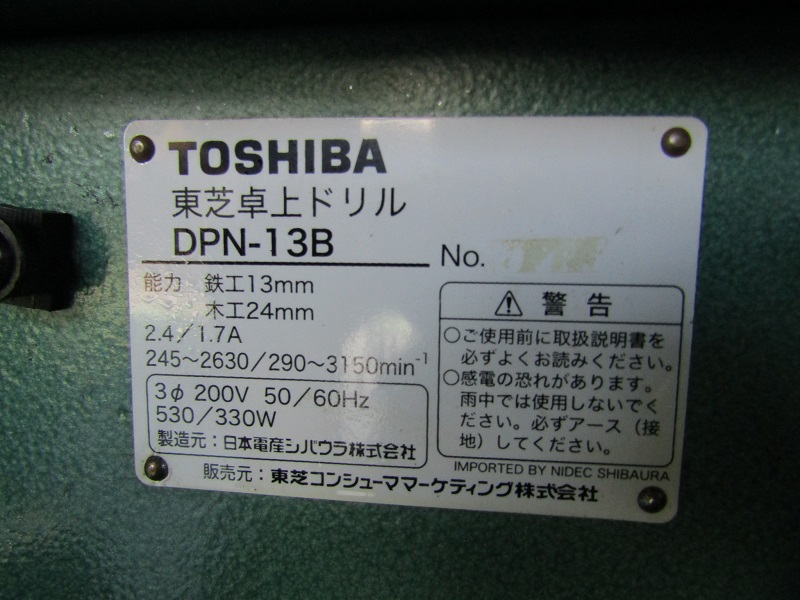 TOSHIBA
東芝卓上ドリル
DPN-13B
No.
能力 鉄工13mm
木工24mm
2.4/1.7A
245~2630/290~3150min⁻¹
3φ 200V 50/60Hz
530/330W
製造元:日本電産シバウラ株式会社
⚠ 警告
○ご使用前に取扱説明書を
必ずよくお読みください。
○感電の恐れがあります。
雨中では使用しないでく
ださい。必ずアース(接
地)してください。
IMPORTED BY NIDEC SHIBAURA
販売元:東芝コンシューママーケティング株式会社